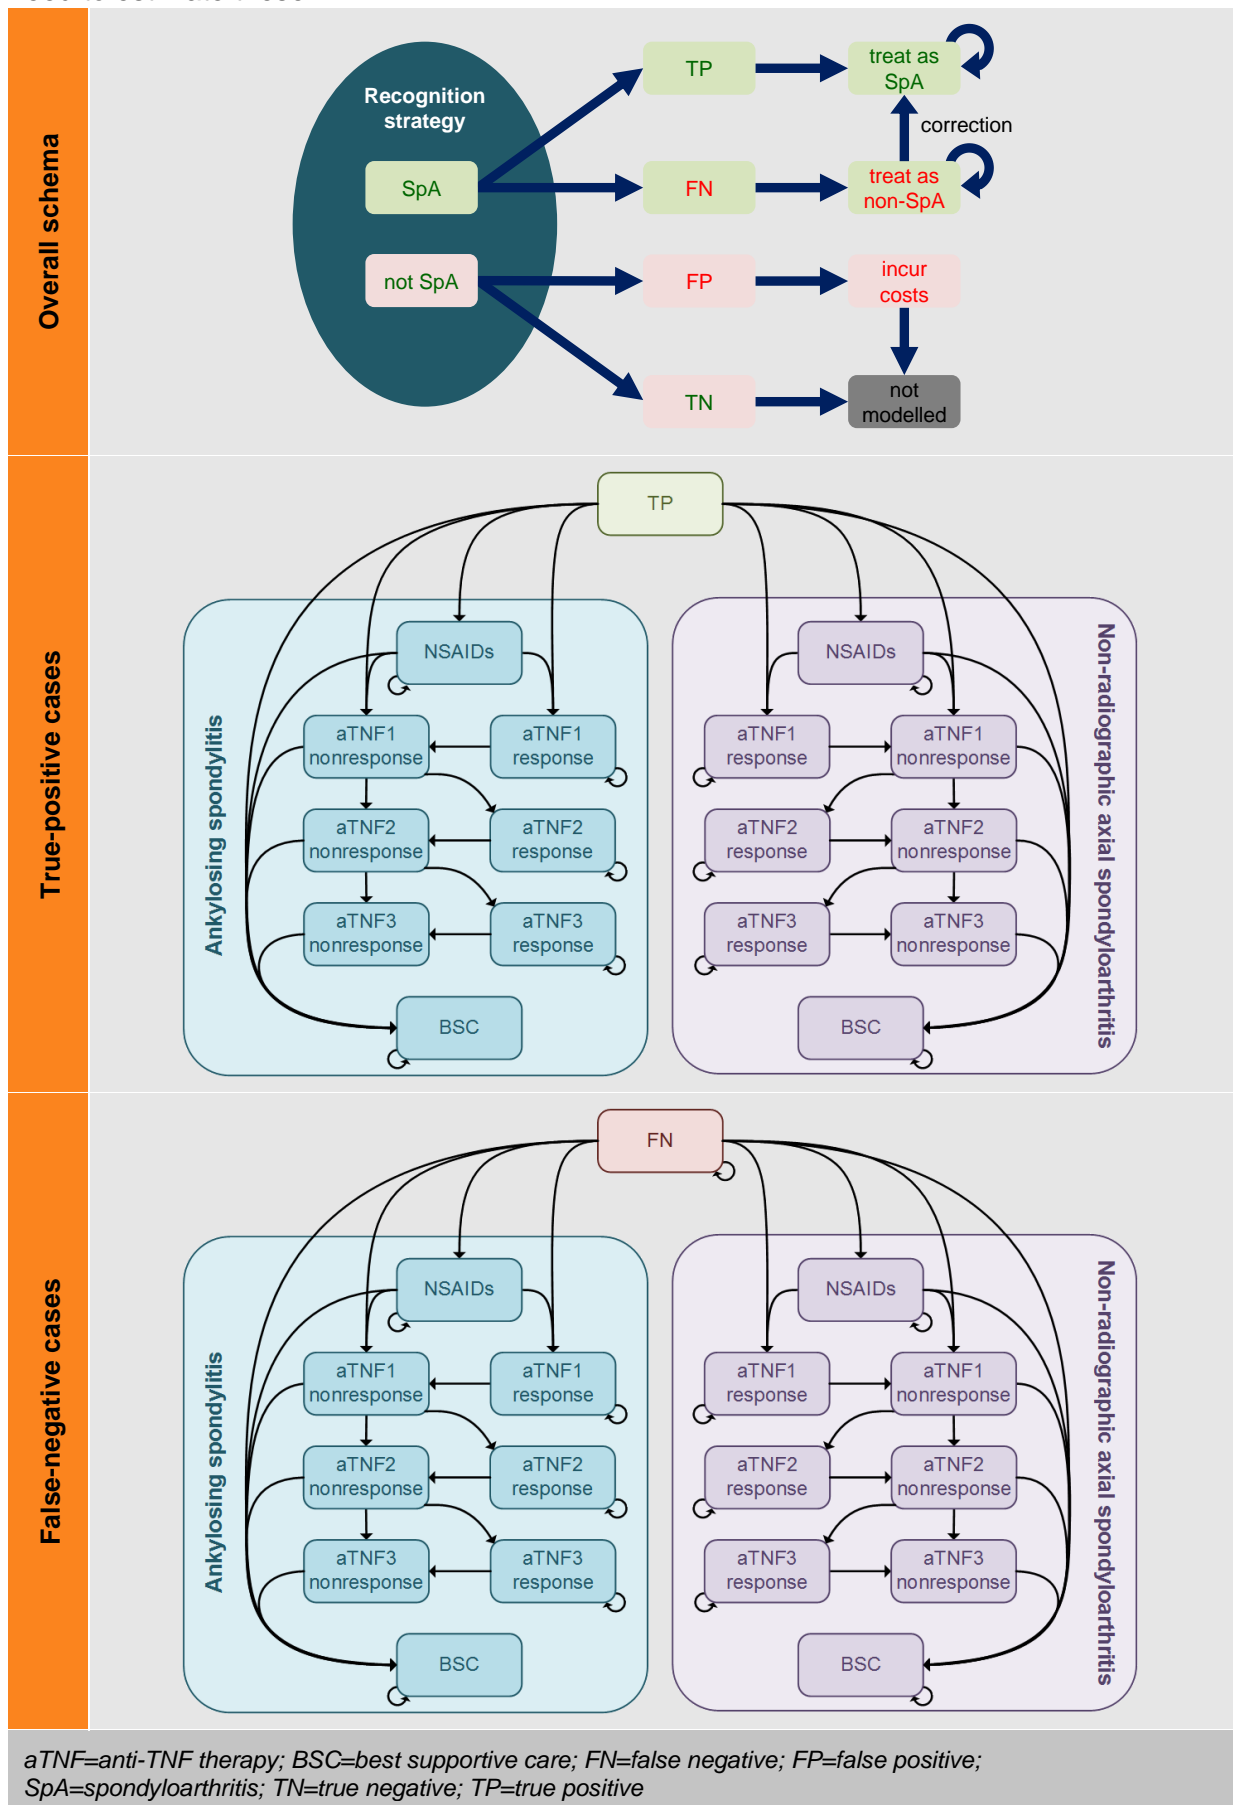 Overall schema
Recognition
strategy
SpA
not SpA
TP
FN
FP
TN
treat as
SpA
correction
treat as
non-SpA
incur
costs
not
modelled
True-positive cases
TP
Ankylosing spondylitis
NSAIDs
aTNF1
nonresponse
aTNF1
response
aTNF2
nonresponse
aTNF2
response
aTNF3
nonresponse
aTNF3
response
BSC
Non-radiographic axial spondyloarthritis
NSAIDs
aTNF1
response
aTNF1
nonresponse
aTNF2
response
aTNF2
nonresponse
aTNF3
response
aTNF3
nonresponse
BSC
False-negative cases
FN
Ankylosing spondylitis
NSAIDs
aTNF1
nonresponse
aTNF1
response
aTNF2
nonresponse
aTNF2
response
aTNF3
nonresponse
aTNF3
response
BSC
Non-radiographic axial spondyloarthritis
NSAIDs
aTNF1
response
aTNF1
nonresponse
aTNF2
response
aTNF2
nonresponse
aTNF3
response
aTNF3
nonresponse
BSC
aTNF=anti-TNF therapy; BSC=best supportive care; FN=false negative; FP=false positive;
SpA=spondyloarthritis; TN=true negative; TP=true positive